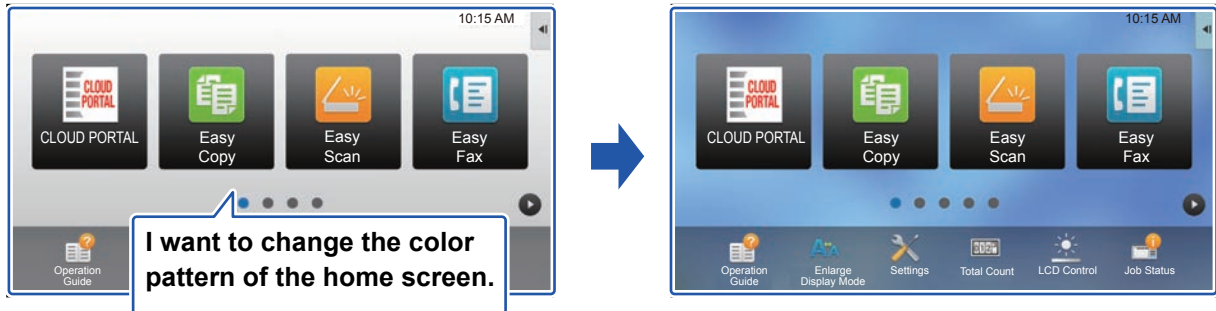 10:15 AM
CLOUD
PORTAL
CLOUD PORTAL
Easy
Copy
Easy
Scan
Easy
Fax
I want to change the color
pattern of the home screen.
Operation
Guide
10:15 AM
CLOUD
PORTAL
CLOUD PORTAL
Easy
Copy
Easy
Scan
Easy
Fax
Operation
Guide
Enlarge
Display Mode
Settings
Total Count
LCD Control
Job Status